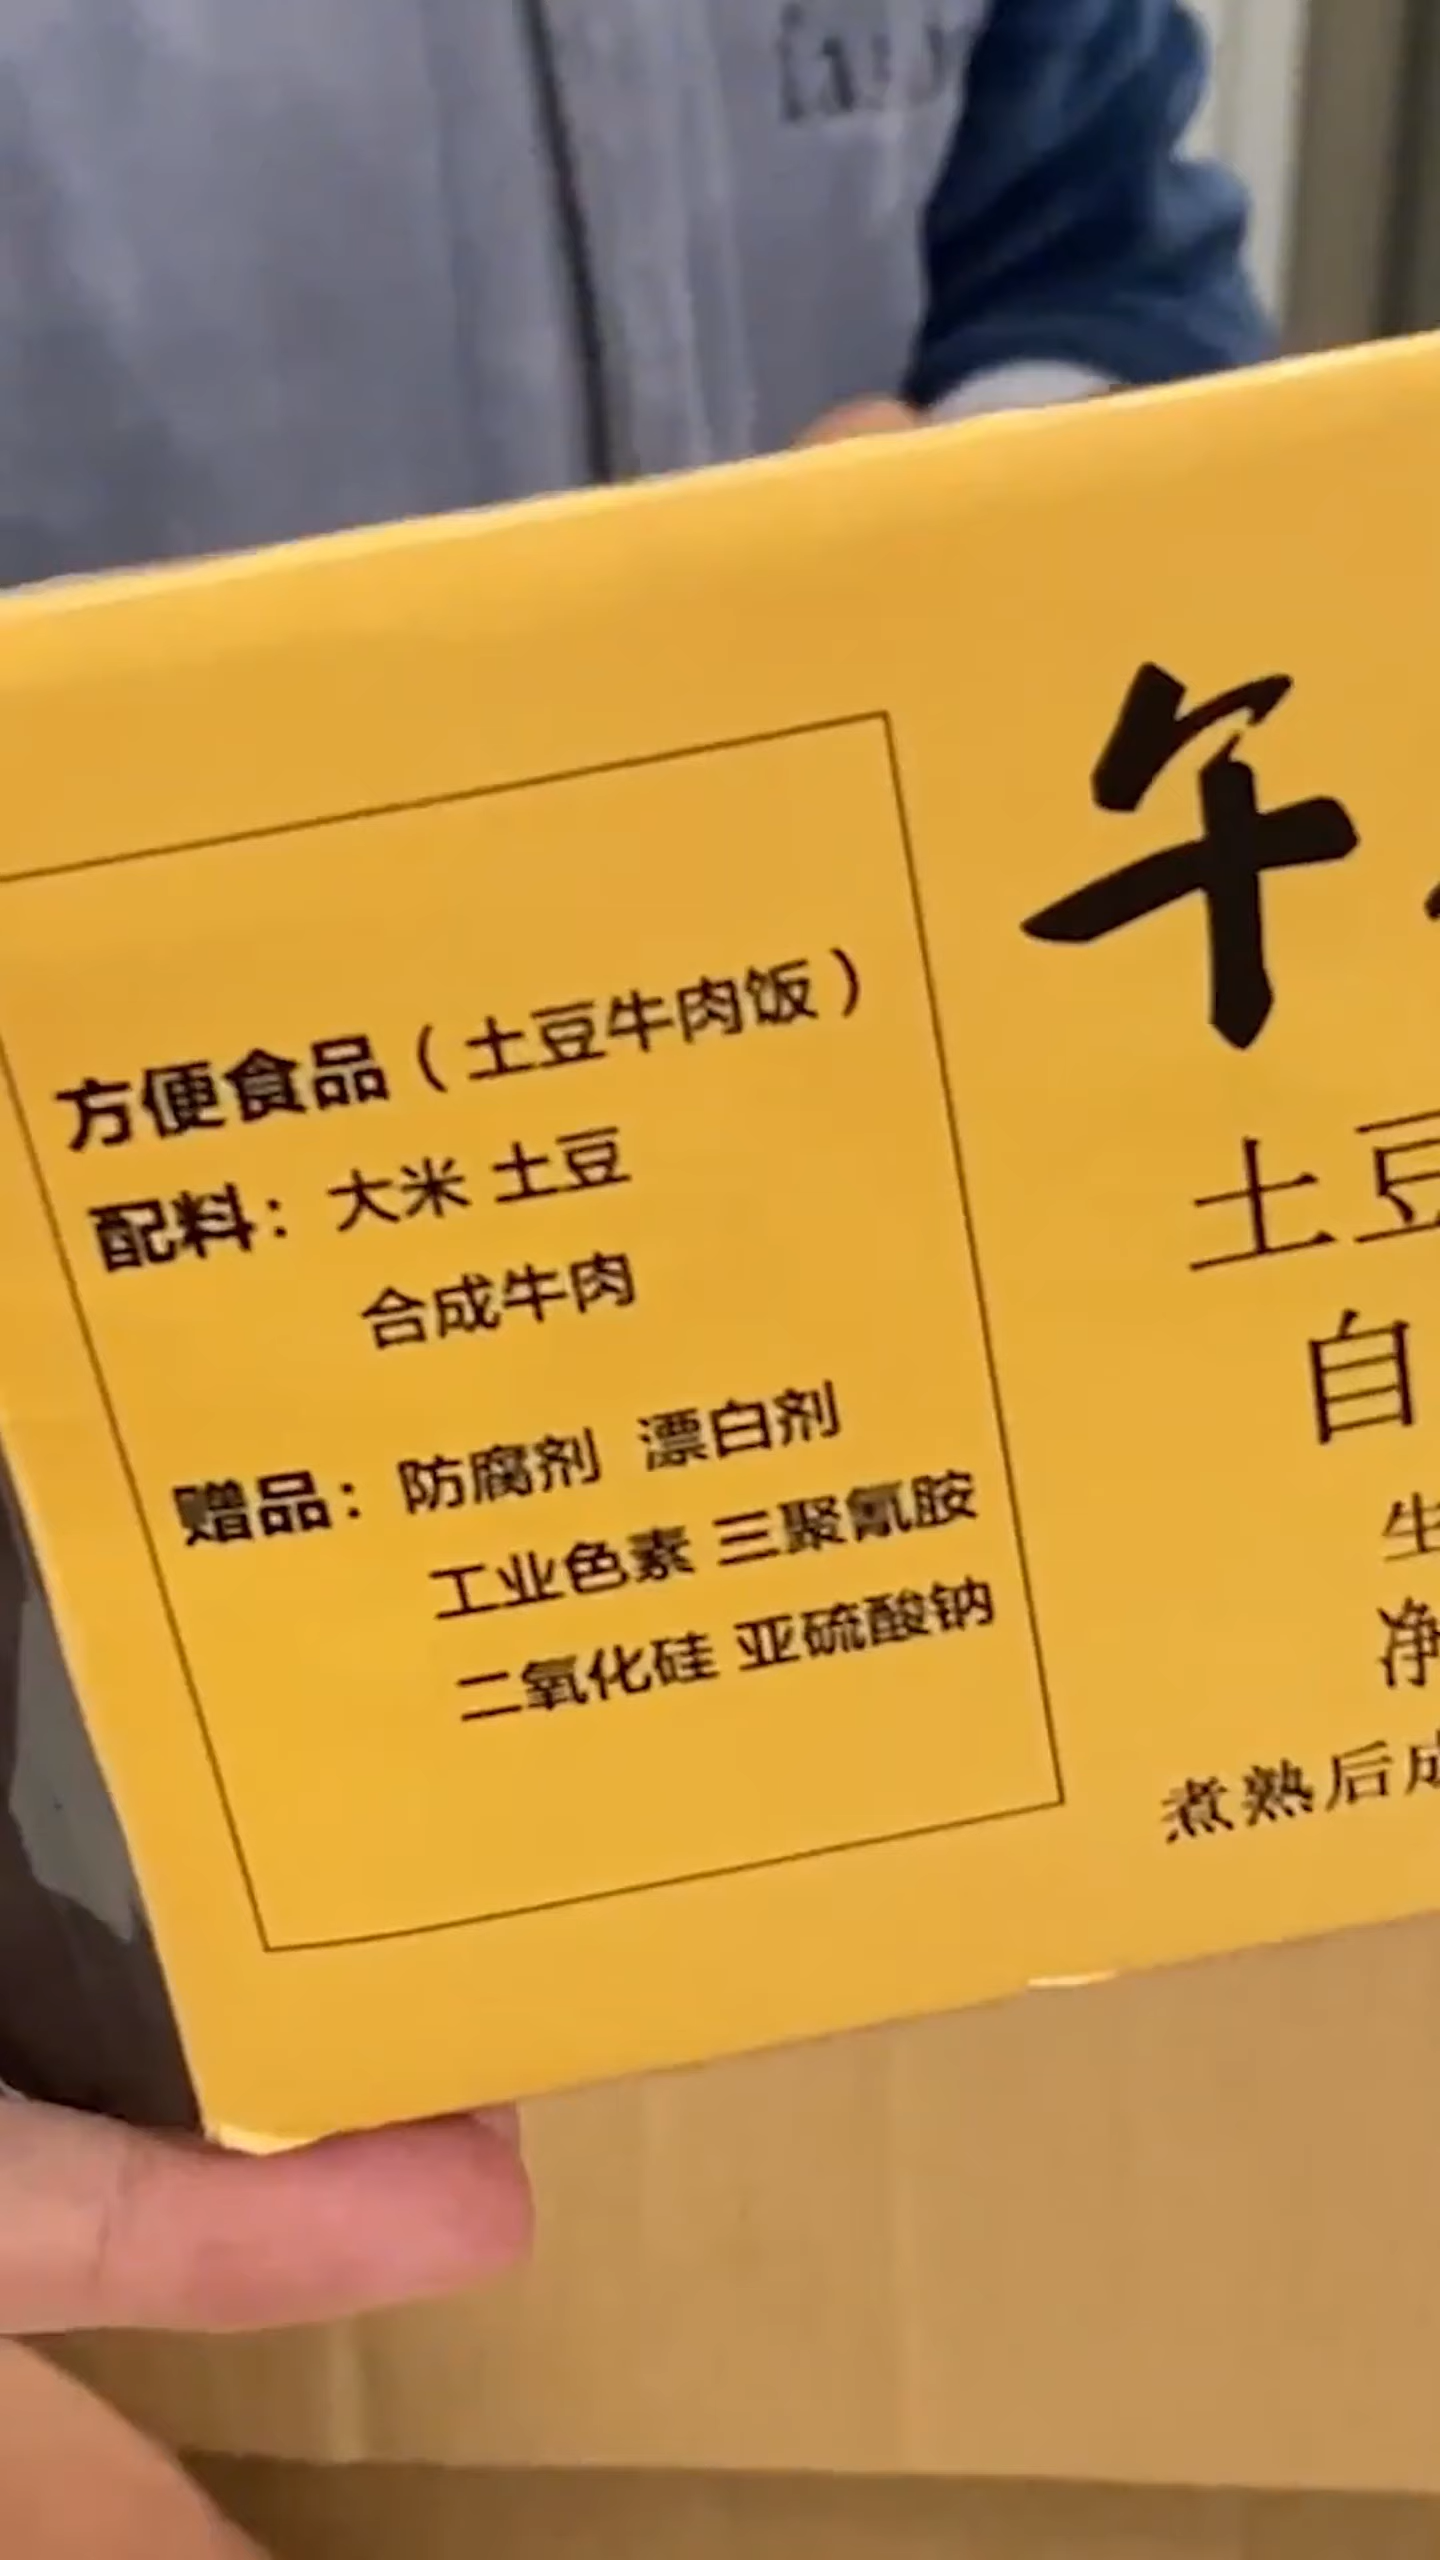 方便食品（土豆牛肉饭）
配料：大米 土豆
合成牛肉
赠品：防腐剂 漂白剂
工业色素 三聚氰胺
二氧化硅 亚硫酸钠
午
土豆
自
生
净
煮熟后成